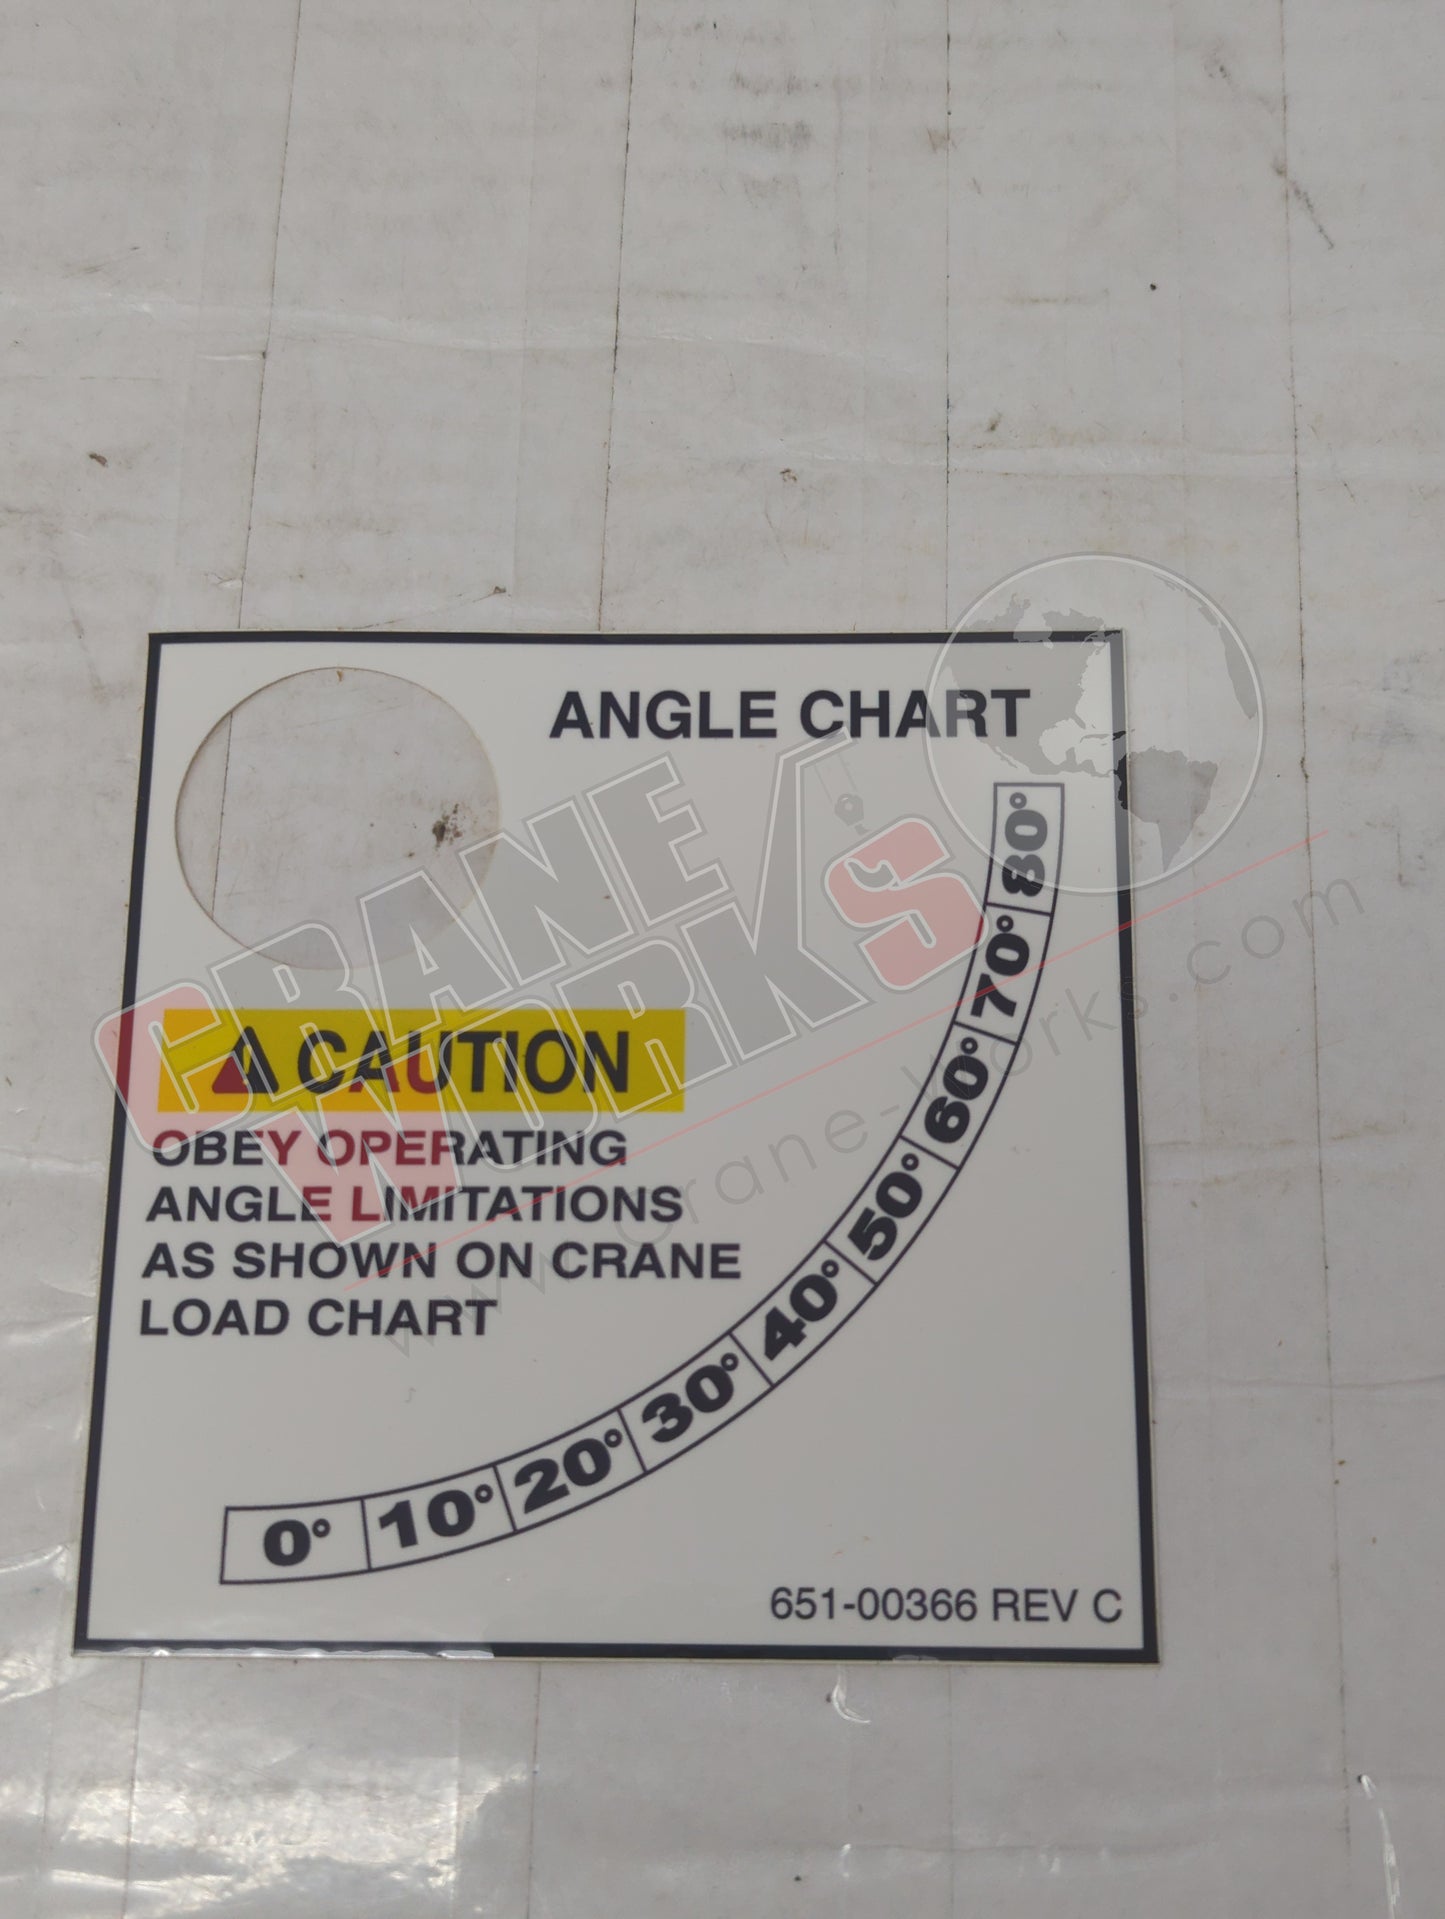 ANGLE CHART
CRANE
WORKS
www.crane-works.com
⚠ CAUTION
OBEY OPERATING
ANGLE LIMITATIONS
AS SHOWN ON CRANE
LOAD CHART
80°
70°
60°
50°
40°
30°
20°
10°
0°
651-00366 REV C